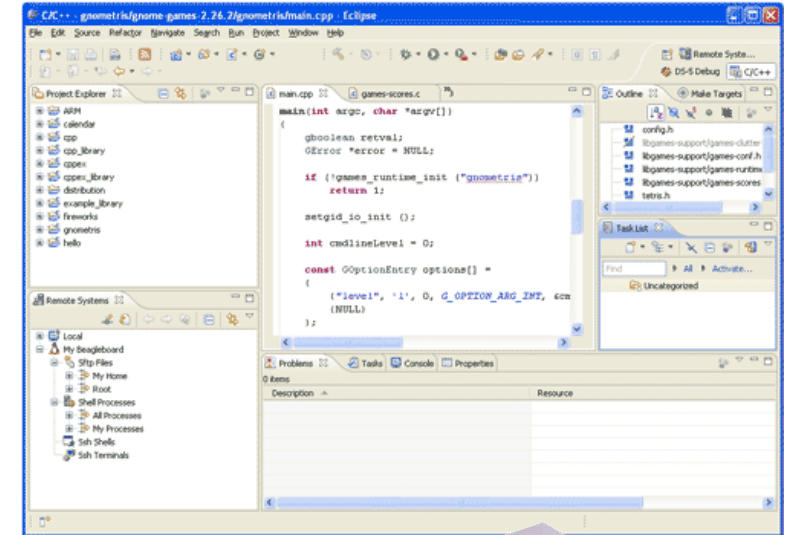 C/C++ - gnometris/gnome-games-2.26.2/gnometris/main.cpp - Eclipse
File Edit Source Refactor Navigate Search Run Project Window Help
Remote Syste...
DS-5 Debug C/C++
Project Explorer
ARM
calendar
cpp
cpp_library
cppex
cppex_library
distribution
example_library
fireworks
gnometris
hello
Remote Systems
Local
My Beagleboard
Sftp Files
My Home
Root
Shell Processes
All Processes
My Processes
Ssh Shells
Ssh Terminals
main.cpp games-scores.c
main(int argc, char *argv[])
{
gboolean retval;
GError *error = NULL;
if (!games_runtime_init ("gnometris"))
return 1;
setgid_io_init ();
int cmdlineLevel = 0;
const GOptionEntry options[] =
{
{"level", 'l', 0, G_OPTION_ARG_INT, &cm
{NULL}
};
Outline Make Targets
config.h
libgames-support/games-clutter
libgames-support/games-conf.h
libgames-support/games-runtime
libgames-support/games-scores
tetris.h
Task List
Find All Activate...
Uncategorized
Problems Tasks Console Properties
0 items
Description Resource